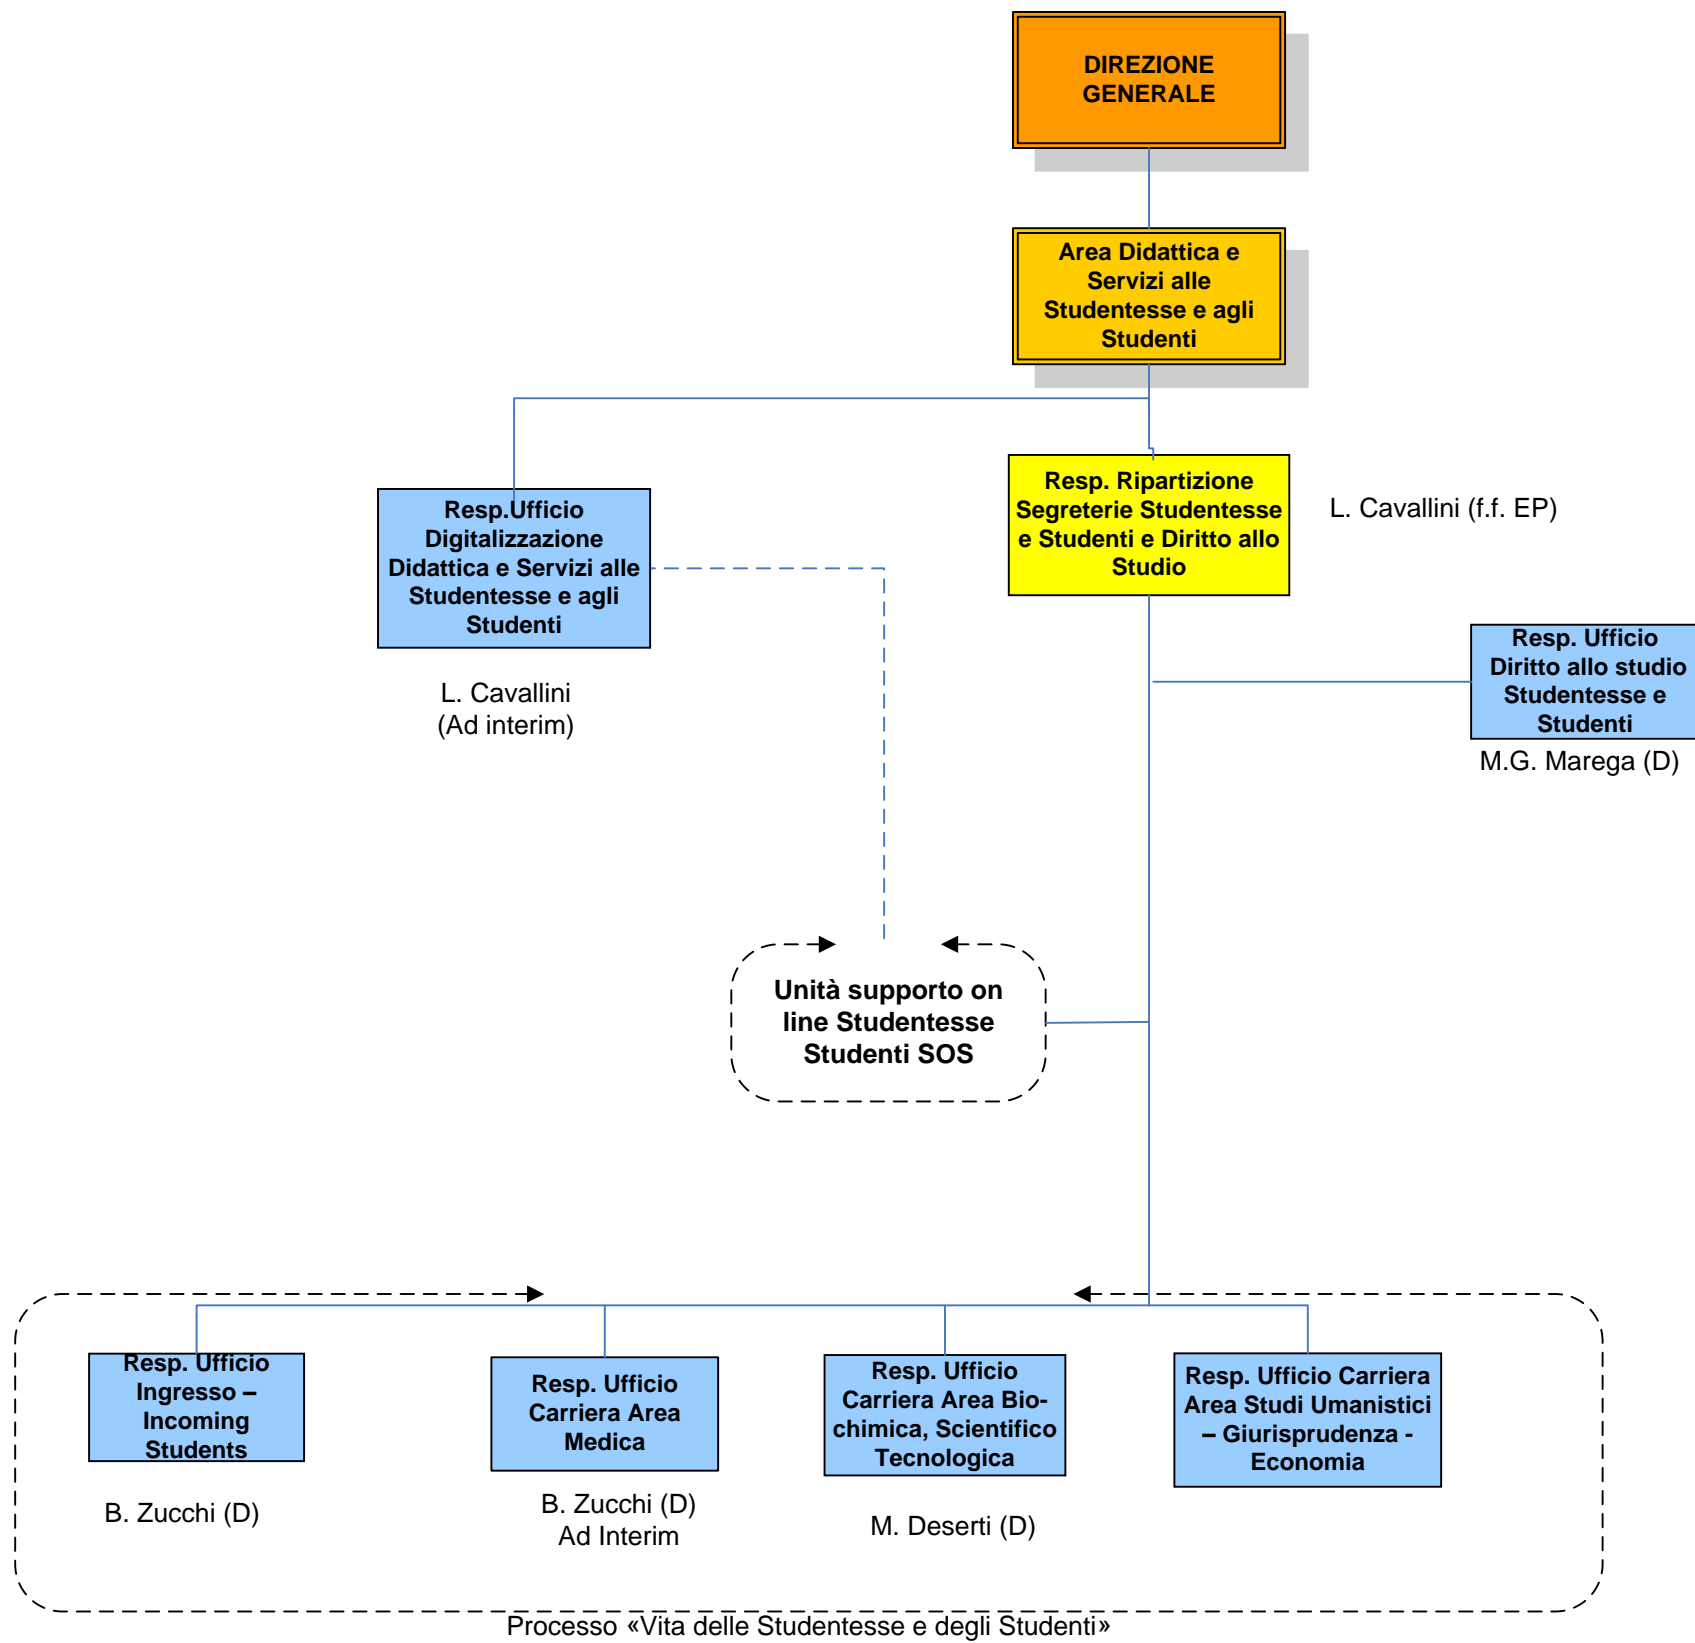 DIREZIONE
GENERALE
Area Didattica e
Servizi alle
Studentesse e agli
Studenti
Resp.Ufficio
Digitalizzazione
Didattica e Servizi alle
Studentesse e agli
Studenti
L. Cavallini
(Ad interim)
Resp. Ripartizione
Segreterie Studentesse
e Studenti e Diritto allo
Studio
L. Cavallini (f.f. EP)
Resp. Ufficio
Diritto allo studio
Studentesse e
Studenti
M.G. Marega (D)
Unità supporto on
line Studentesse
Studenti SOS
Resp. Ufficio
Ingresso –
Incoming
Students
B. Zucchi (D)
Resp. Ufficio
Carriera Area
Medica
B. Zucchi (D)
Ad Interim
Resp. Ufficio
Carriera Area Bio-
chimica, Scientifico
Tecnologica
M. Deserti (D)
Resp. Ufficio Carriera
Area Studi Umanistici
– Giurisprudenza -
Economia
Processo «Vita delle Studentesse e degli Studenti»